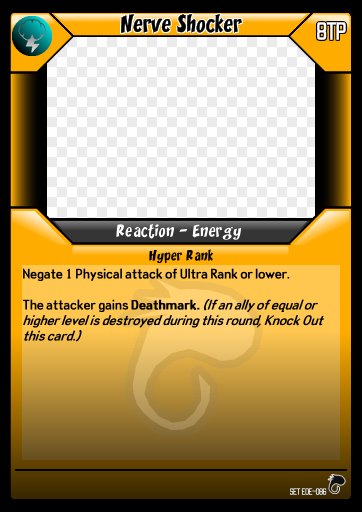 Nerve Shocker
8TP
Reaction - Energy
Hyper Rank
Negate 1 Physical attack of Ultra Rank or lower.
The attacker gains Deathmark. (If an ally of equal or
higher level is destroyed during this round, Knock Out
this card.)
SET EDE-086